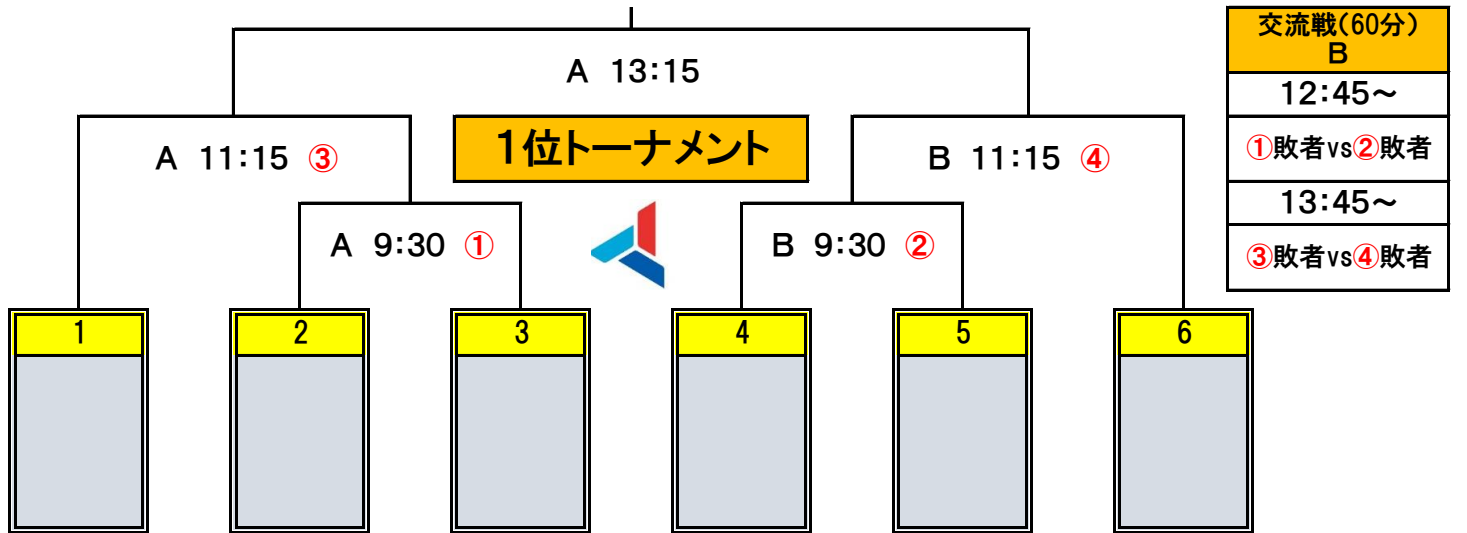 A 13:15
1位トーナメント
A 11:15 ③
B 11:15 ④
A 9:30 ①
B 9:30 ②
1
2
3
4
5
6
交流戦(60分)
B
12:45～
①敗者vs②敗者
13:45～
③敗者vs④敗者